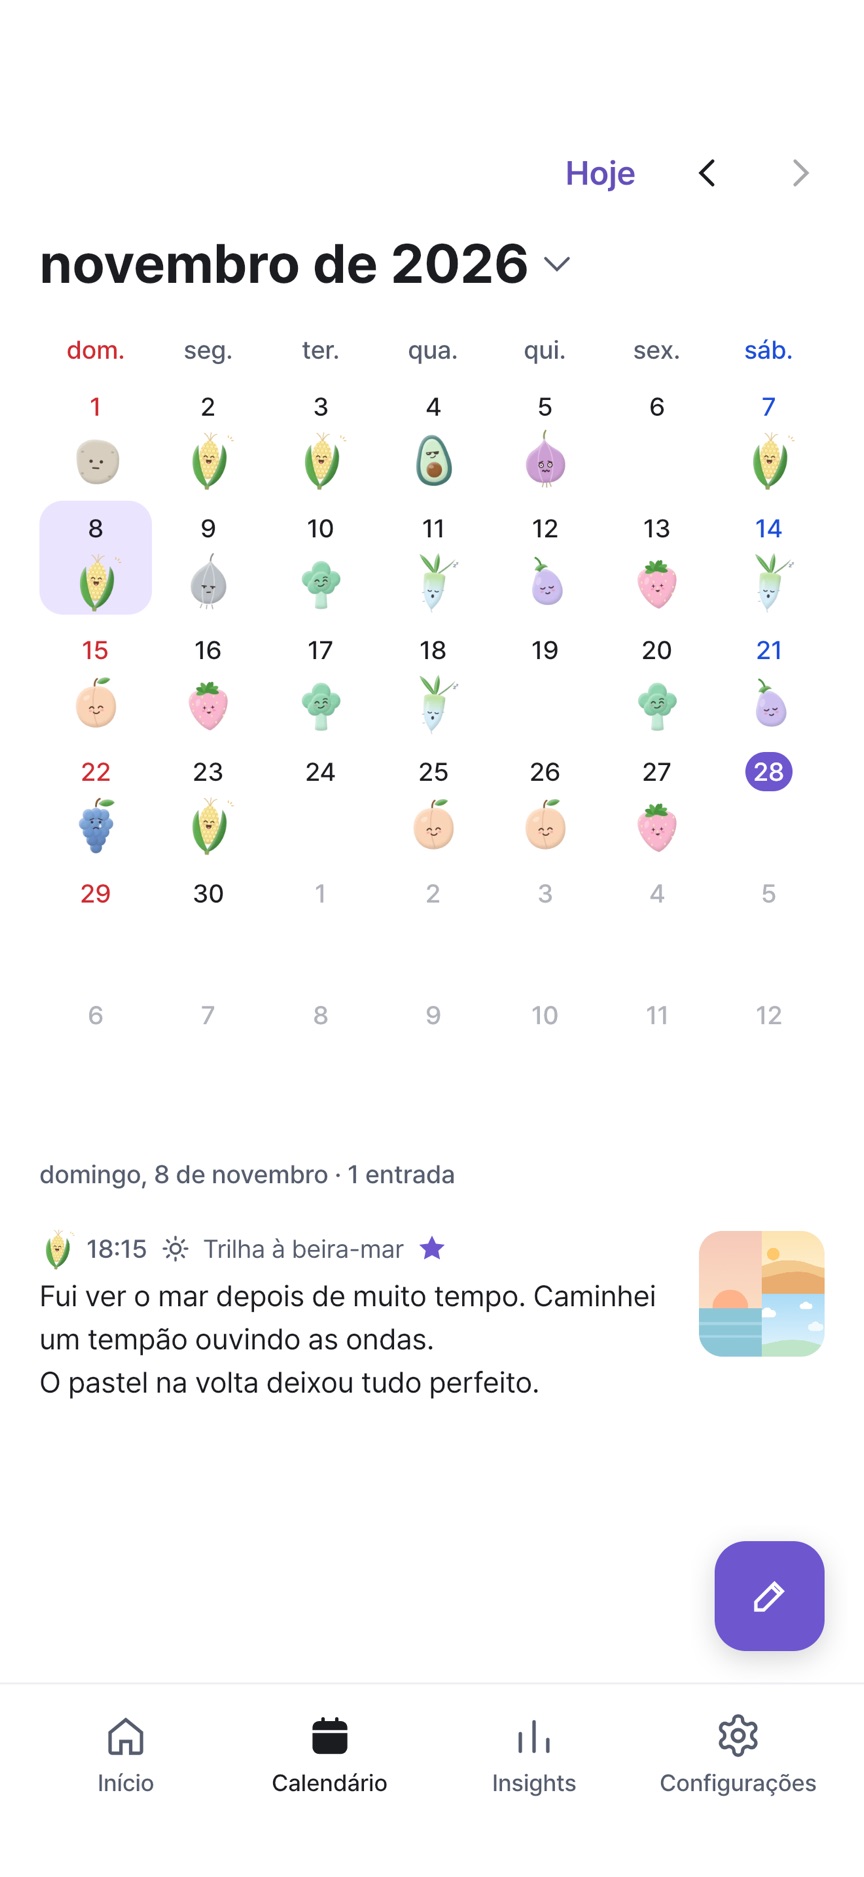 Hoje
novembro de 2026
dom. seg. ter. qua. qui. sex. sáb.
1 2 3 4 5 6 7
8 9 10 11 12 13 14
15 16 17 18 19 20 21
22 23 24 25 26 27 28
29 30 1 2 3 4 5
6 7 8 9 10 11 12
domingo, 8 de novembro · 1 entrada
18:15 Trilha à beira-mar
Fui ver o mar depois de muito tempo. Caminhei
um tempão ouvindo as ondas.
O pastel na volta deixou tudo perfeito.
Início Calendário Insights Configurações